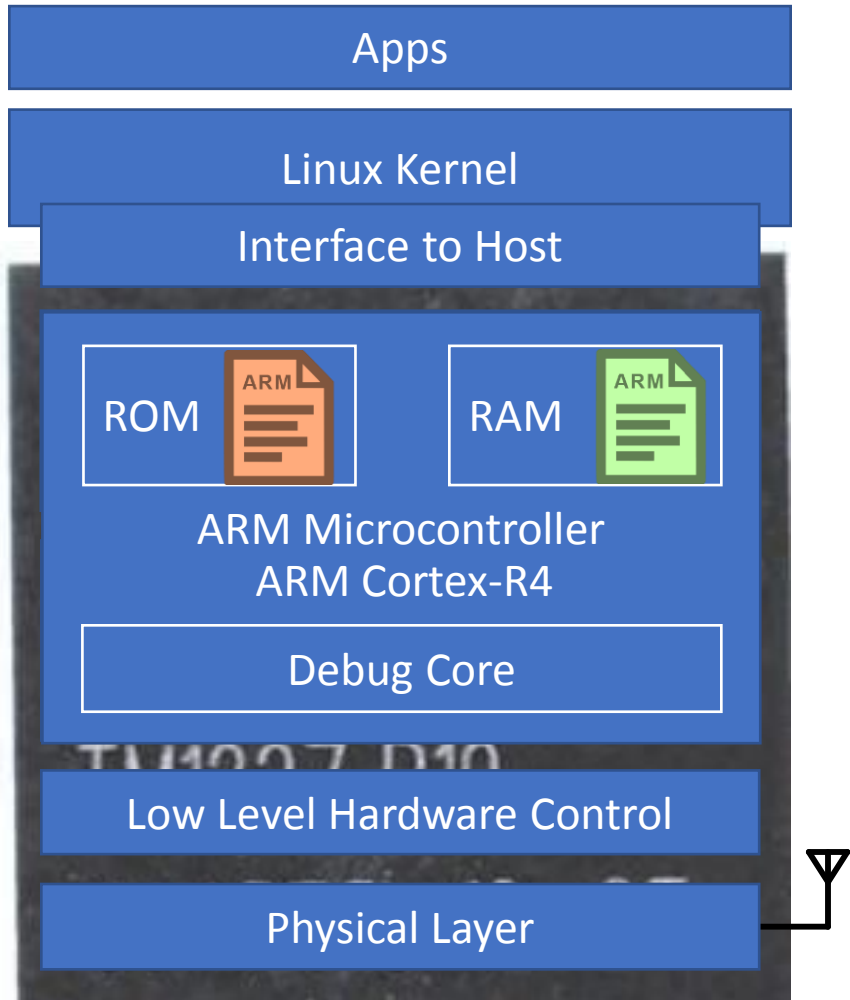 Apps
Linux Kernel
Interface to Host
ROM
ARM
RAM
ARM
ARM Microcontroller
ARM Cortex-R4
Debug Core
Low Level Hardware Control
Physical Layer